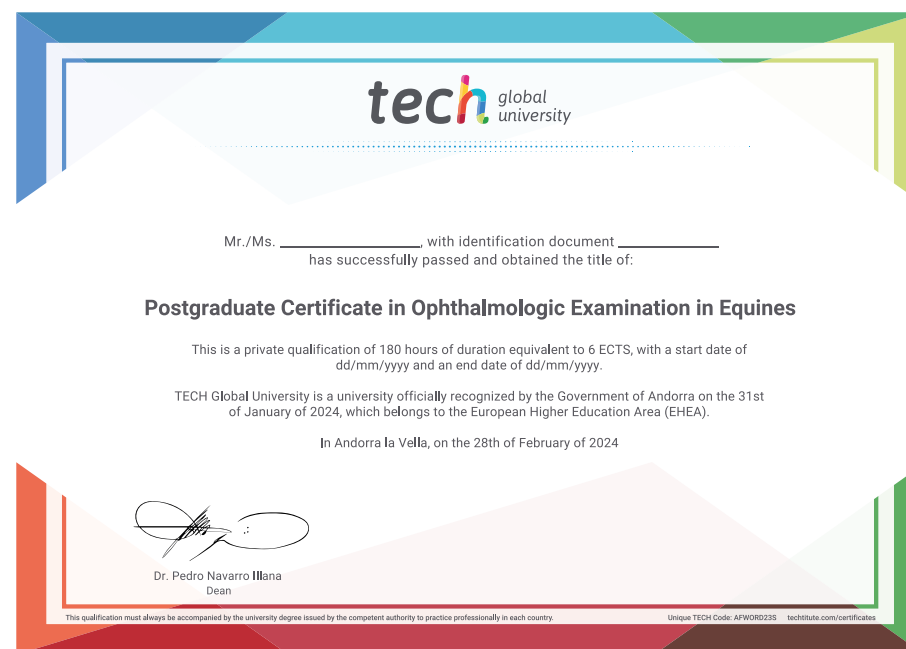 tech global
university
Mr./Ms. ____________________, with identification document ______________
has successfully passed and obtained the title of:
Postgraduate Certificate in Ophthalmologic Examination in Equines
This is a private qualification of 180 hours of duration equivalent to 6 ECTS, with a start date of
dd/mm/yyyy and an end date of dd/mm/yyyy.
TECH Global University is a university officially recognized by the Government of Andorra on the 31st
of January of 2024, which belongs to the European Higher Education Area (EHEA).
In Andorra la Vella, on the 28th of February of 2024
Dr. Pedro Navarro Illana
Dean
This qualification must always be accompanied by the university degree issued by the competent authority to practice professionally in each country.
Unique TECH Code: AFWORD23S techtitute.com/certificates